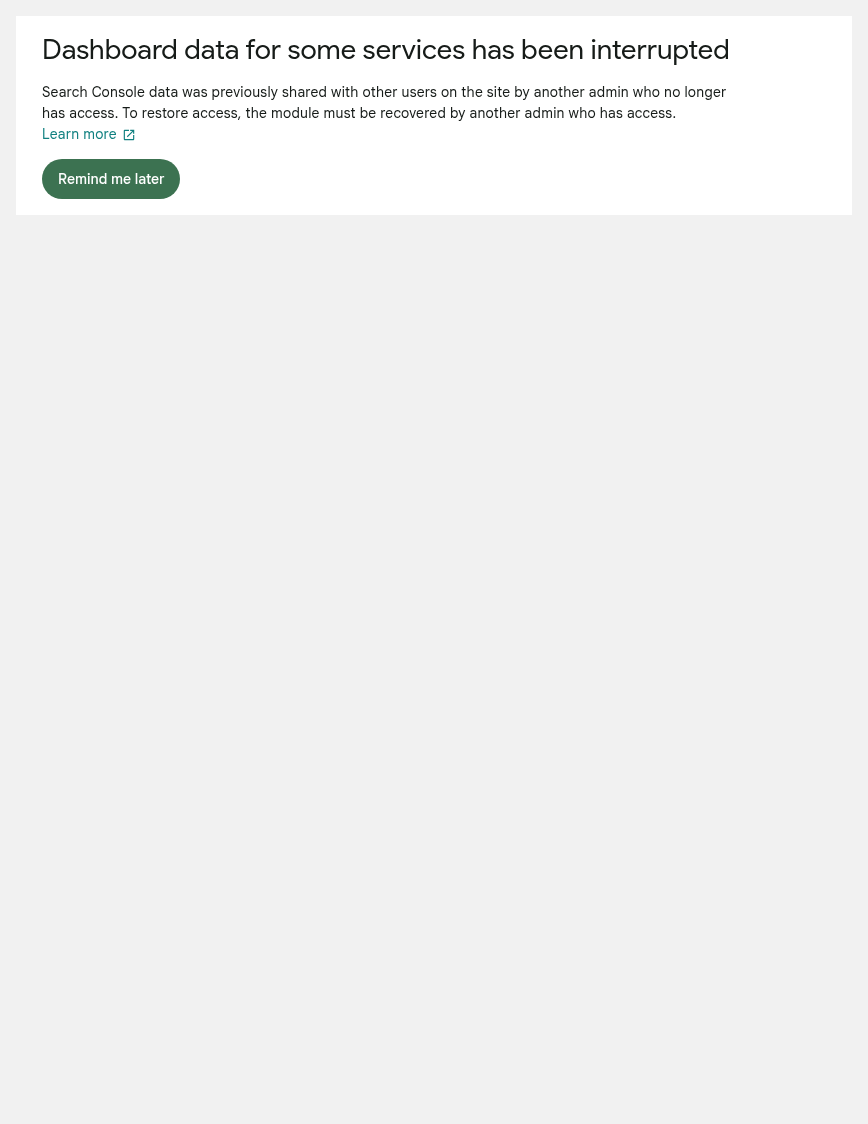 Dashboard data for some services has been interrupted
Search Console data was previously shared with other users on the site by another admin who no longer
has access. To restore access, the module must be recovered by another admin who has access.
Learn more
Remind me later